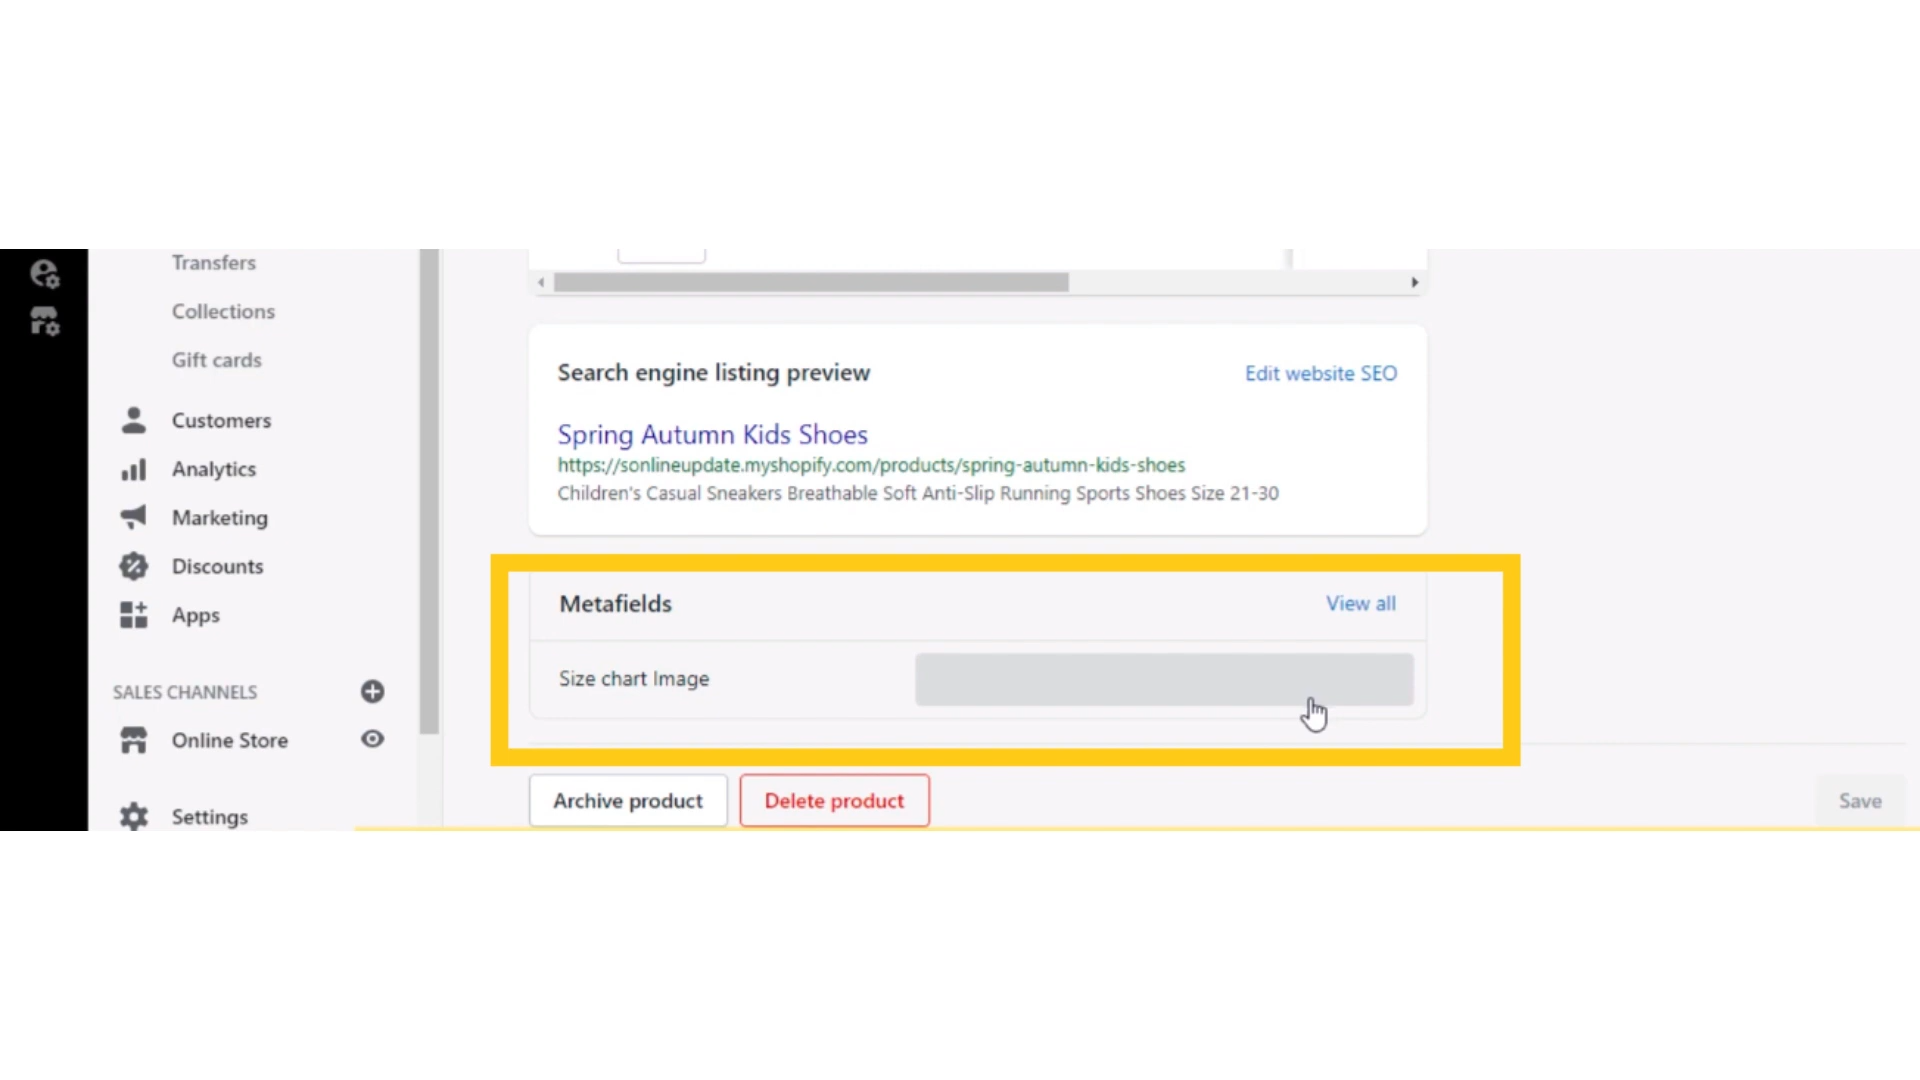 Transfers
Collections
Gift cards
Customers
Analytics
Marketing
Discounts
Apps
SALES CHANNELS
Online Store
Settings
Search engine listing preview
Edit website SEO
Spring Autumn Kids Shoes
https://sonlineupdate.myshopify.com/products/spring-autumn-kids-shoes
Children's Casual Sneakers Breathable Soft Anti-Slip Running Sports Shoes Size 21-30
Metafields
View all
Size chart Image
Archive product
Delete product
Save